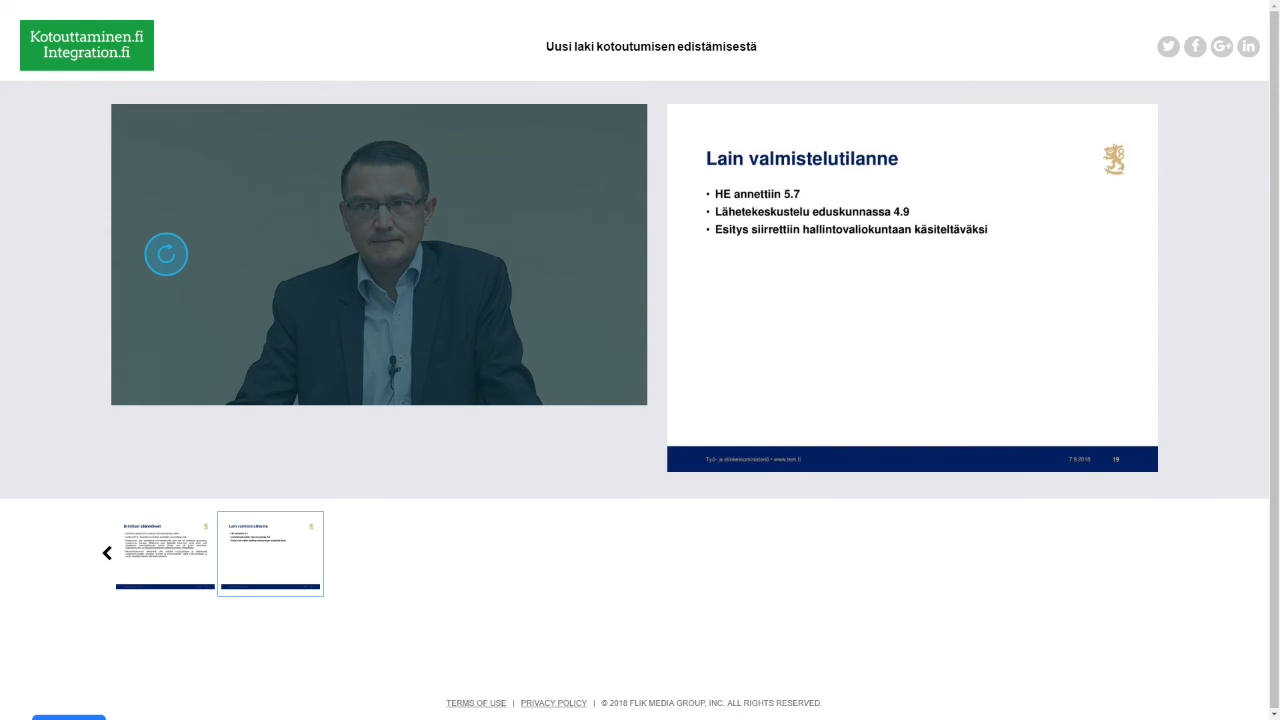 Kotouttaminen.fi
Integration.fi
Uusi laki kotoutumisen edistämisestä
Lain valmistelutilanne
• HE annettiin 5.7
• Lähetekeskustelu eduskunnassa 4.9
• Esitys siirrettiin hallintovaliokuntaan käsiteltäväksi
Työ- ja elinkeinoministeriö • www.tem.fi
7.9.2018
19
Lain valmistelutilanne
TERMS OF USE | PRIVACY POLICY | © 2018 FLIK MEDIA GROUP, INC. ALL RIGHTS RESERVED.